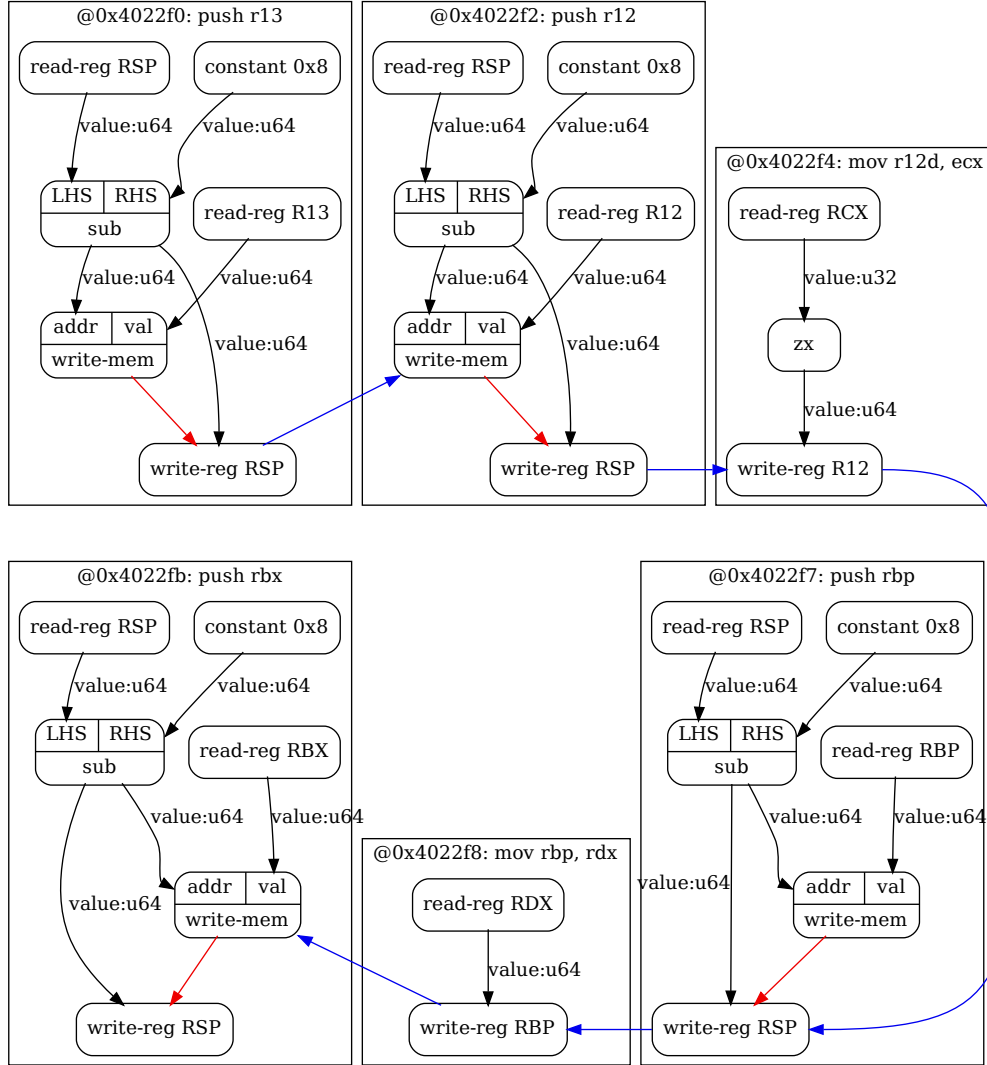 @0x4022f0: push r13
read-reg RSP
constant 0x8
value:u64
value:u64
LHS
RHS
sub
read-reg R13
value:u64
value:u64
addr
val
write-mem
value:u64
write-reg RSP
@0x4022f2: push r12
read-reg RSP
constant 0x8
value:u64
value:u64
LHS
RHS
sub
read-reg R12
value:u64
value:u64
addr
val
write-mem
value:u64
write-reg RSP
@0x4022f4: mov r12d, ecx
read-reg RCX
value:u32
zx
value:u64
write-reg R12
@0x4022fb: push rbx
read-reg RSP
constant 0x8
value:u64
value:u64
LHS
RHS
sub
read-reg RBX
value:u64
value:u64
addr
val
write-mem
value:u64
write-reg RSP
@0x4022f8: mov rbp, rdx
read-reg RDX
value:u64
write-reg RBP
@0x4022f7: push rbp
read-reg RSP
constant 0x8
value:u64
value:u64
LHS
RHS
sub
read-reg RBP
value:u64
value:u64
addr
val
write-mem
value:u64
write-reg RSP